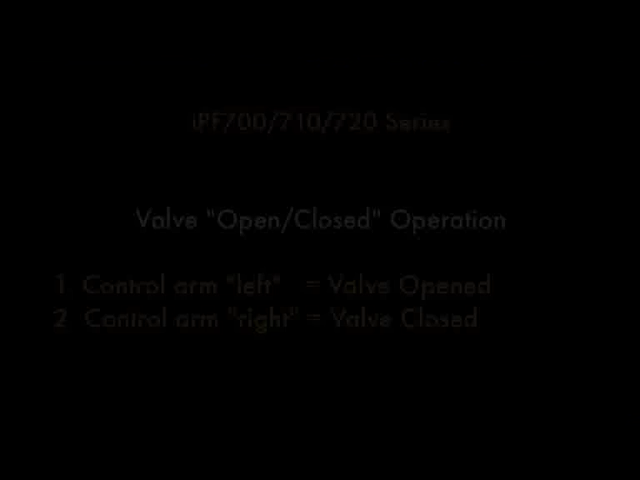 iPF700/710/720 Series
Valve "Open/Closed" Operation
1 Control arm "left" = Valve Opened
2 Control arm "right" = Valve Closed